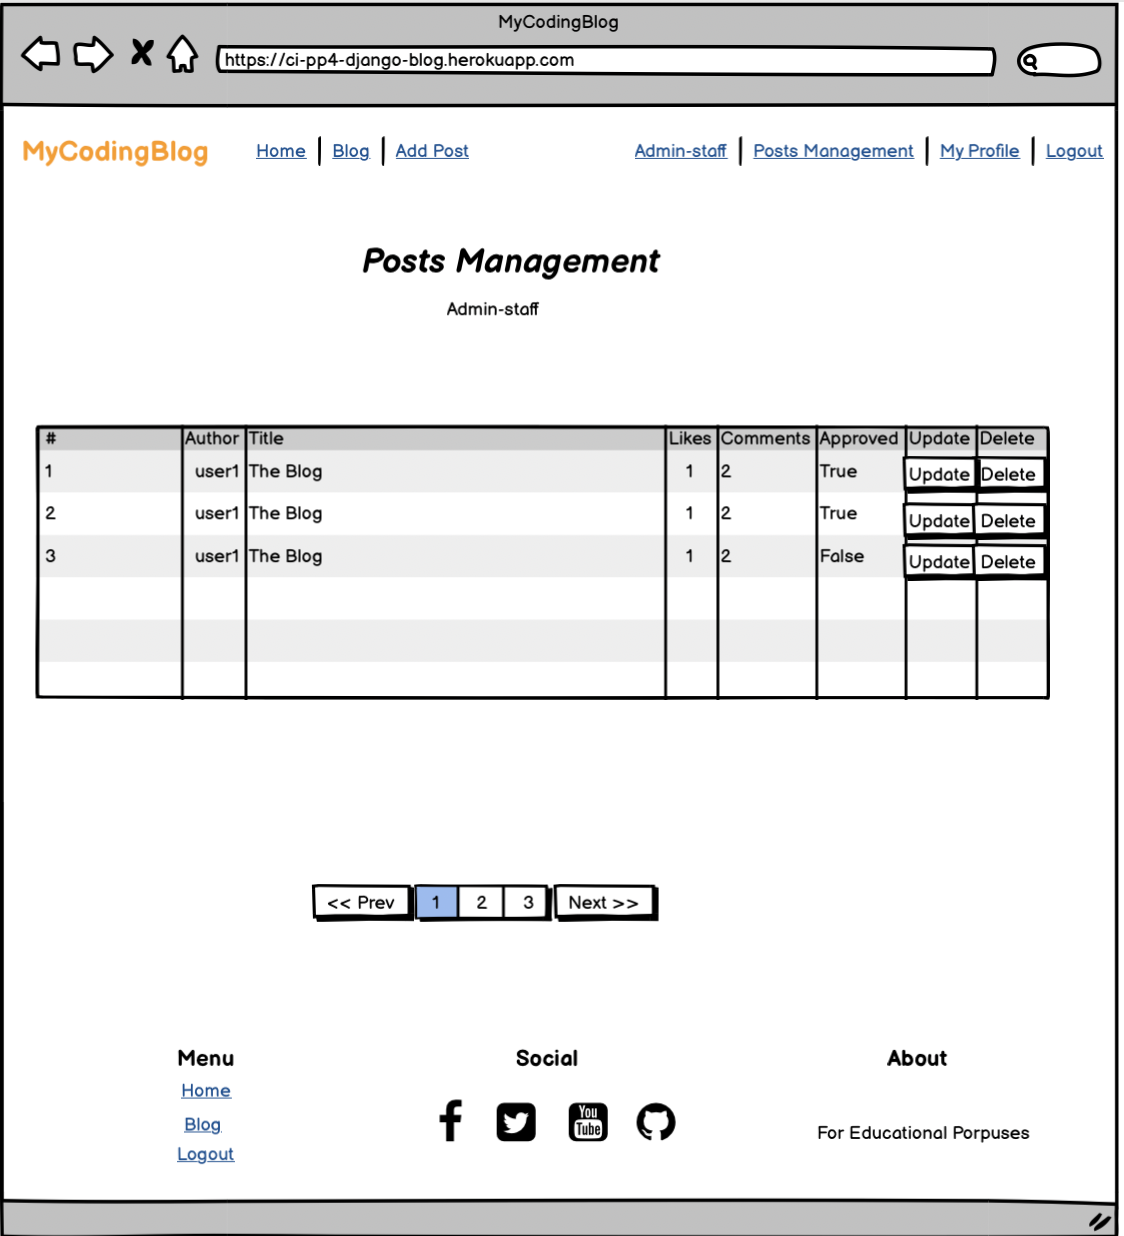 MyCodingBlog
https://ci-pp4-django-blog.herokuapp.com
MyCodingBlog Home Blog Add Post Admin-staff Posts Management My Profile Logout
Posts Management
Admin-staff
# Author Title Likes Comments Approved Update Delete
1 user1 The Blog 1 2 True Update Delete
2 user1 The Blog 1 2 True Update Delete
3 user1 The Blog 1 2 False Update Delete
<< Prev 1 2 3 Next >>
Menu Social About
Home
Blog
You
Tube
For Educational Porpuses
Logout